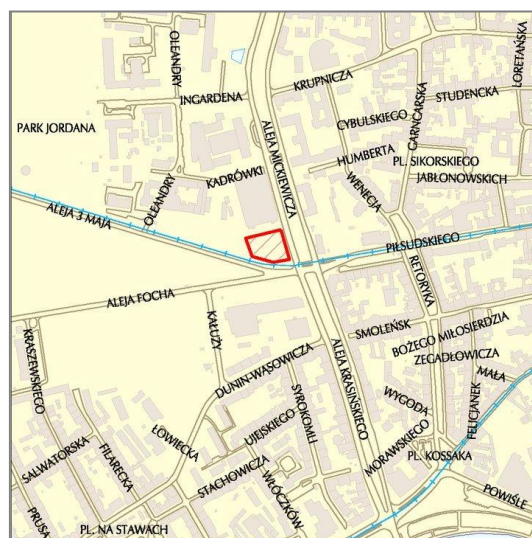 OLEANDRY
LORETAŃSKA
KRUPNICZA
INGARDENA
STUDENCKA
GARNCARSKA
CYBULSKIEGO
PARK JORDANA
ALEJA MICKIEWICZA
HUMBERTA
PL. SIKORSKIEGO
KADRÓWKI
JABŁONOWSKICH
WENECJA
OLEANDRY
ALEJA 3 MAJA
PIŁSUDSKIEGO
RETORYKA
ALEJA FOCHA
KAŁUŻY
SMOLEŃSK
BOŻEGO MIŁOSIERDZIA
ZEGADŁOWICZA
KRASZEWSKIEGO
ALEJA KRASIŃSKIEGO
DUNIN-WĄSOWICZA
MAŁA
SYROKOMLI
WYGODA
FELICJANEK
UJEJSKIEGO
ŁOWIECKA
MORAWSKIEGO
PL. KOSSAKA
SALWATORSKA
FILARECKA
STACHOWICZA
WŁÓCZKÓW
POWIŚLE
PRUSA
PL. NA STAWACH